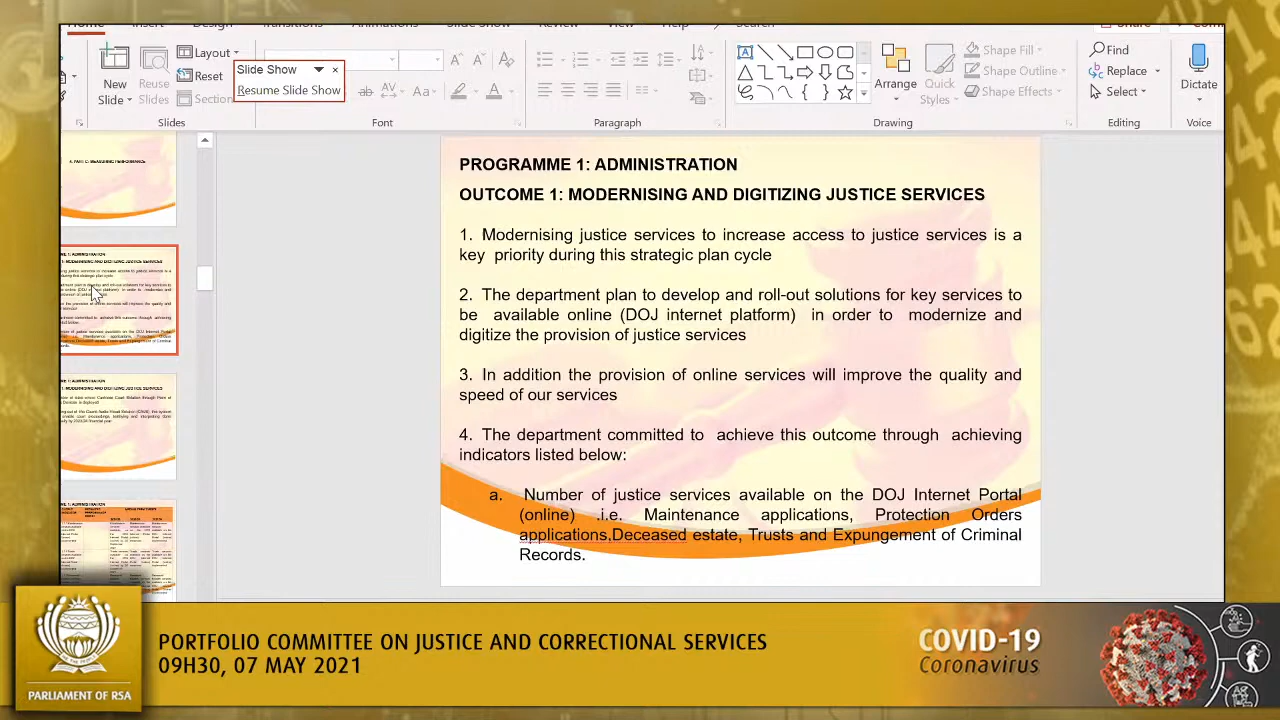 Layout
Reset
New
Slide
Reuse
Slides
Slides
Slide Show
Resume Slide Show
Font
Paragraph
Arrange
Quick
Styles
Shape Fill
Shape Outline
Shape Effects
Drawing
Find
Replace
Select
Editing
Dictate
Voice
4. PART C: MEASURING PERFORMANCE
PROGRAMME 1: ADMINISTRATION
OUTCOME 1: MODERNISING AND DIGITIZING JUSTICE SERVICES
1. Modernising justice services to increase access to justice services is a
key priority during this strategic plan cycle
2. The department plan to develop and roll-out solutions for key services to
be available online (DOJ internet platform) in order to modernize and
digitize the provision of justice services
3. In addition the provision of online services will improve the quality and
speed of our services
4. The department committed to achieve this outcome through achieving
indicators listed below:
a. Number of justice services available on the DOJ Internet Portal
(online) i.e. Maintenance applications, Protection Orders
applications,Deceased estate, Trusts and Expungement of Criminal
Records.
PARLIAMENT OF RSA
PORTFOLIO COMMITTEE ON JUSTICE AND CORRECTIONAL SERVICES
09H30, 07 MAY 2021
COVID-19
Coronavirus